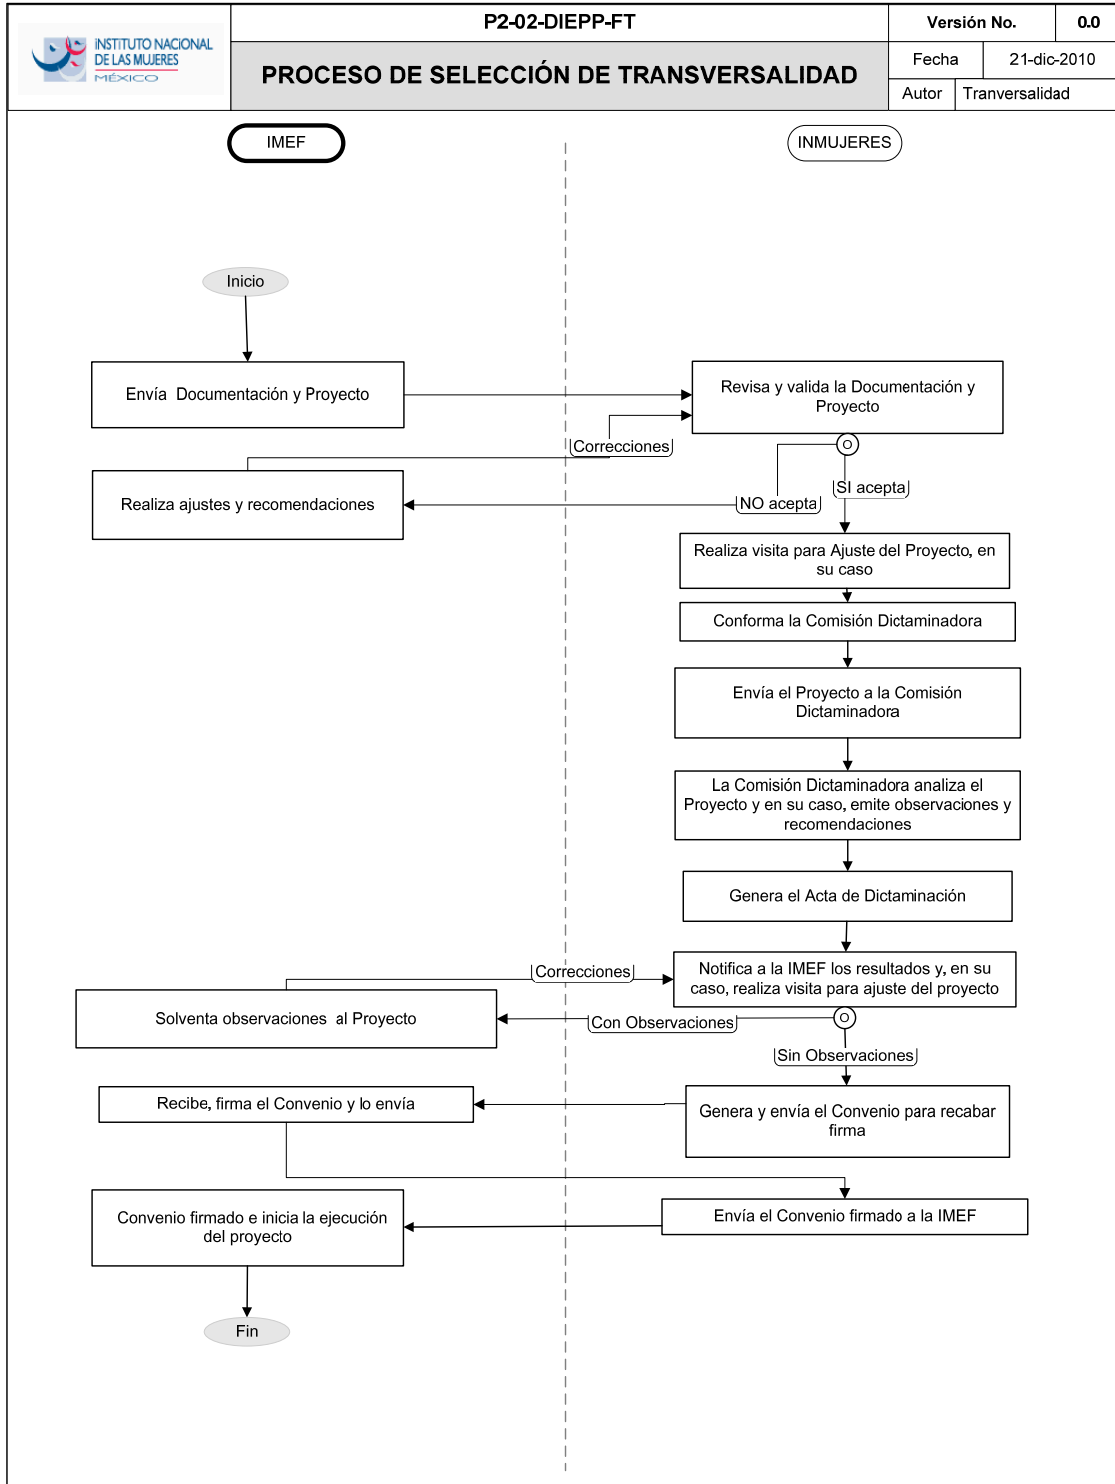 INSTITUTO NACIONAL
DE LAS MUJERES
MÉXICO
P2-02-DIEPP-FT
PROCESO DE SELECCIÓN DE TRANSVERSALIDAD
Versión No.
0.0
Fecha
21-dic-2010
Autor
Tranversalidad
IMEF
INMUJERES
Inicio
Envía Documentación y Proyecto
Revisa y valida la Documentación y
Proyecto
Correcciones
O
Realiza ajustes y recomendaciones
NO acepta
SI acepta
Realiza visita para Ajuste del Proyecto, en
su caso
Conforma la Comisión Dictaminadora
Envía el Proyecto a la Comisión
Dictaminadora
La Comisión Dictaminadora analiza el
Proyecto y en su caso, emite observaciones y
recomendaciones
Genera el Acta de Dictaminación
Correcciones
Notifica a la IMEF los resultados y, en su
caso, realiza visita para ajuste del proyecto
Solventa observaciones al Proyecto
Con Observaciones
O
Sin Observaciones
Recibe, firma el Convenio y lo envía
Genera y envía el Convenio para recabar
firma
Convenio firmado e inicia la ejecución
del proyecto
Envía el Convenio firmado a la IMEF
Fin